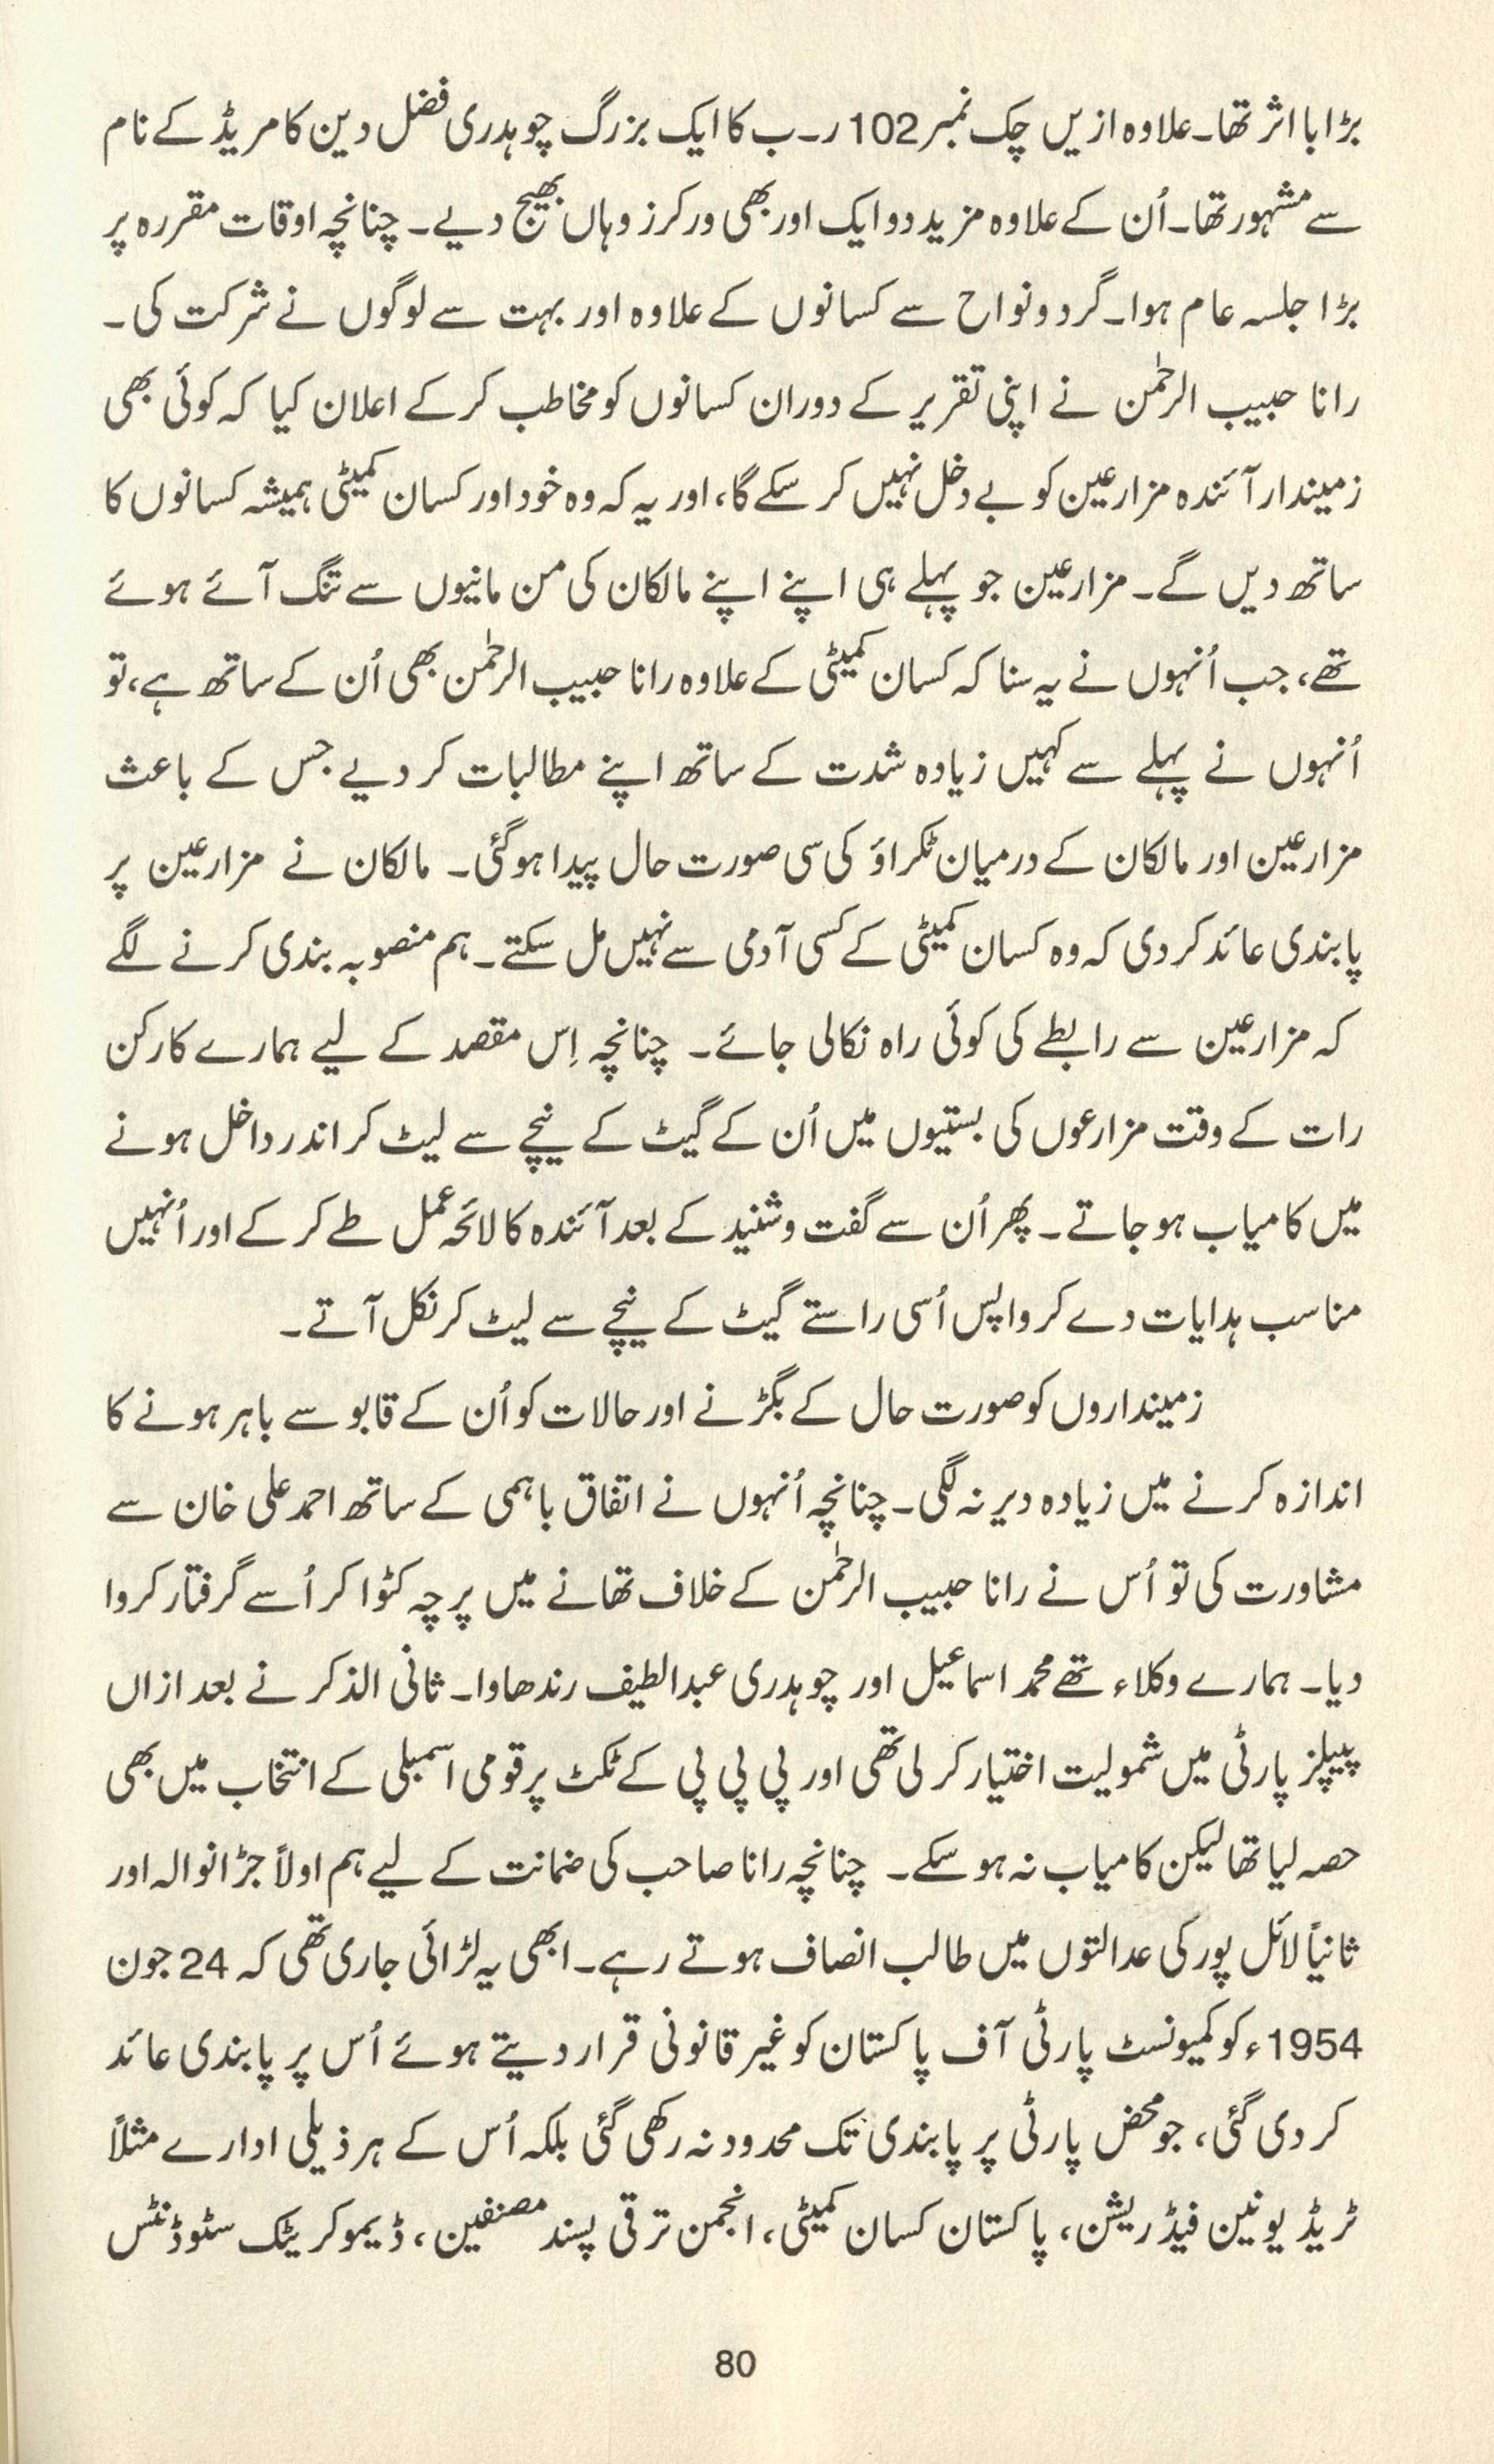 بڑا با اثر تھا۔ علاوہ ازیں چک نمبر 102 ر۔ب کا ایک بزرگ چوہدری فضل دین کامریڈ کے نام
سے مشہور تھا۔ اُن کے علاوہ مزید دو ایک اور بھی ورکرز وہاں بھیج دیے۔ چنانچہ اوقات مقررہ پر
بڑا جلسہ عام ہوا۔ گرد و نواح سے کسانوں کے علاوہ اور بہت سے لوگوں نے شرکت کی۔
رانا حبیب الرحمٰن نے اپنی تقریر کے دوران کسانوں کو مخاطب کر کے اعلان کیا کہ کوئی بھی
زمیندار آئندہ مزارعین کو بے دخل نہیں کر سکے گا، اور یہ کہ وہ خود اور کسان کمیٹی ہمیشہ کسانوں کا
ساتھ دیں گے۔ مزارعین جو پہلے ہی اپنے اپنے مالکان کی من مانیوں سے تنگ آئے ہوئے
تھے، جب اُنہوں نے یہ سنا کہ کسان کمیٹی کے علاوہ رانا حبیب الرحمٰن بھی اُن کے ساتھ ہے، تو
اُنہوں نے پہلے سے کہیں زیادہ شدت کے ساتھ اپنے مطالبات کر دیے جس کے باعث
مزارعین اور مالکان کے درمیان ٹکراؤ کی سی صورت حال پیدا ہوگئی۔ مالکان نے مزارعین پر
پابندی عائد کر دی کہ وہ کسان کمیٹی کے کسی آدمی سے نہیں مل سکتے۔ ہم منصوبہ بندی کرنے لگے
کہ مزارعین سے رابطے کی کوئی راہ نکالی جائے۔ چنانچہ اِس مقصد کے لیے ہمارے کارکن
رات کے وقت مزارعوں کی بستیوں میں اُن کے گیٹ کے نیچے سے لیٹ کر اندر داخل ہونے
میں کامیاب ہو جاتے۔ پھر اُن سے گفت و شنید کے بعد آئندہ کا لائحہ عمل طے کر کے اور اُنہیں
مناسب ہدایات دے کر واپس اُسی راستے گیٹ کے نیچے سے لیٹ کر نکل آتے۔
زمینداروں کو صورت حال کے بگڑنے اور حالات کو اُن کے قابو سے باہر ہونے کا
اندازہ کرنے میں زیادہ دیر نہ لگی۔ چنانچہ اُنہوں نے اتفاق باہمی کے ساتھ احمد علی خان سے
مشاورت کی تو اُس نے رانا حبیب الرحمٰن کے خلاف تھانے میں پرچہ کٹوا کر اُسے گرفتار کروا
دیا۔ ہمارے وکلاء تھے محمد اسماعیل اور چوہدری عبدالطیف رندھاوا۔ ثانی الذکر نے بعد ازاں
پیپلز پارٹی میں شمولیت اختیار کر لی تھی اور پی پی پی کے ٹکٹ پر قومی اسمبلی کے انتخاب میں بھی
حصہ لیا تھا لیکن کامیاب نہ ہو سکے۔ چنانچہ رانا صاحب کی ضمانت کے لیے ہم اولاً جڑانوالہ اور
ثانیاً لائل پور کی عدالتوں میں طالب انصاف ہوتے رہے۔ ابھی یہ لڑائی جاری تھی کہ 24 جون
1954ء کو کمیونسٹ پارٹی آف پاکستان کو غیر قانونی قرار دیتے ہوئے اُس پر پابندی عائد
کر دی گئی، جو محض پارٹی پر پابندی تک محدود نہ رکھی گئی بلکہ اُس کے ہر ذیلی ادارے مثلاً
ٹریڈ یونین فیڈریشن، پاکستان کسان کمیٹی، انجمن ترقی پسند مصنفین، ڈیموکریٹک سٹوڈنٹس
80